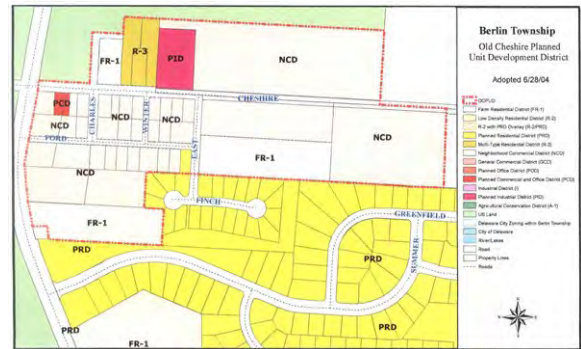 Berlin Township
Old Cheshire Planned
Unit Development District
Adopted 6/28/04
OCPUD
Farm Residential District (FR-1)
Low Density Residential (R-2)
R-2 with PRD Overlay (R-2/PRD)
Planned Residential District (PRD)
Multi-Type Residential District (R-3)
Neighborhood Commercial District (NCD)
General Commercial District (GCD)
Planned Office District (POD)
Planned Commercial and Office District (PCD)
Industrial District (I)
Planned Industrial District (PID)
Agricultural Conservation District (A-1)
US Land
Delaware City Zoning within Berlin Township
City of Delaware
River/Lakes
Road
Property Lines
Roads
FR-1
R-3
PID
NCD
CHESHIRE
PCD
NCD
CHARLES
NCD
WINTER
NCD
FORD
EAST
FR-1
NCD
NCD
FINCH
GREENFIELD
FR-1
SUMMER
PRD
PRD
PRD
FR-1
PRD